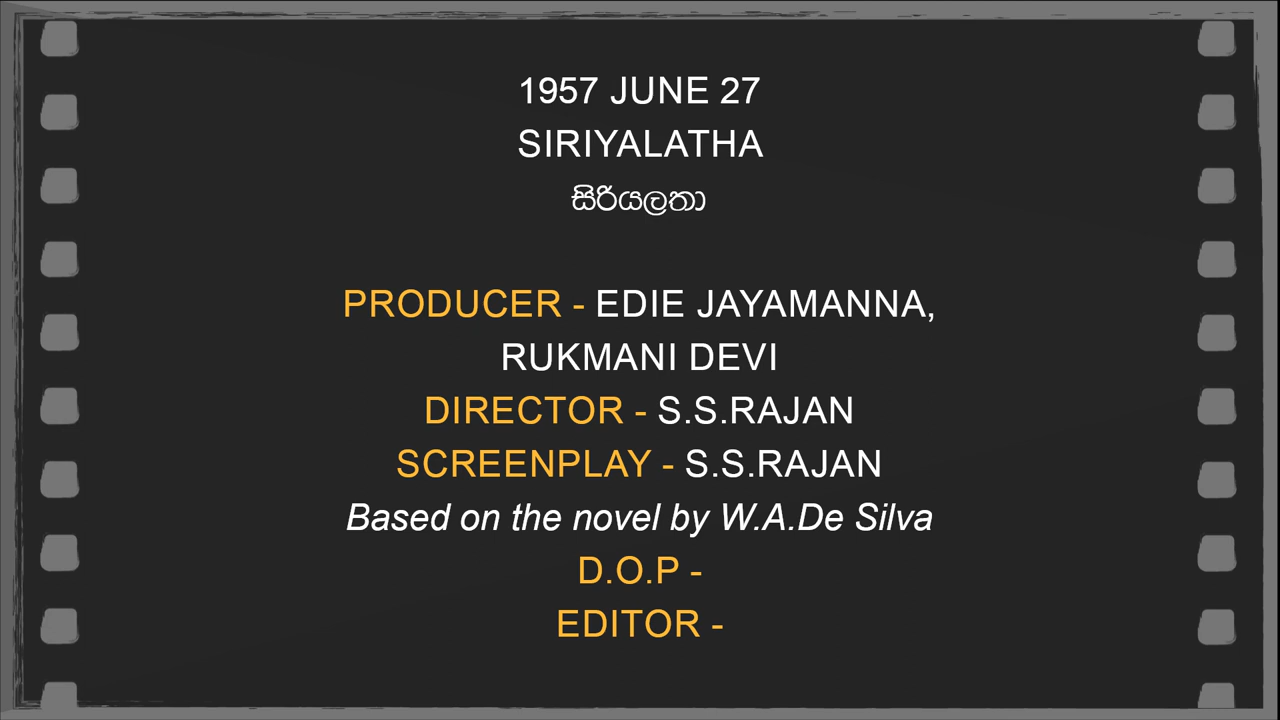 1957 JUNE 27
SIRIYALATHA
සිරියලතා
PRODUCER - EDIE JAYAMANNA,
RUKMANI DEVI
DIRECTOR - S.S.RAJAN
SCREENPLAY - S.S.RAJAN
Based on the novel by W.A.De Silva
D.O.P -
EDITOR -